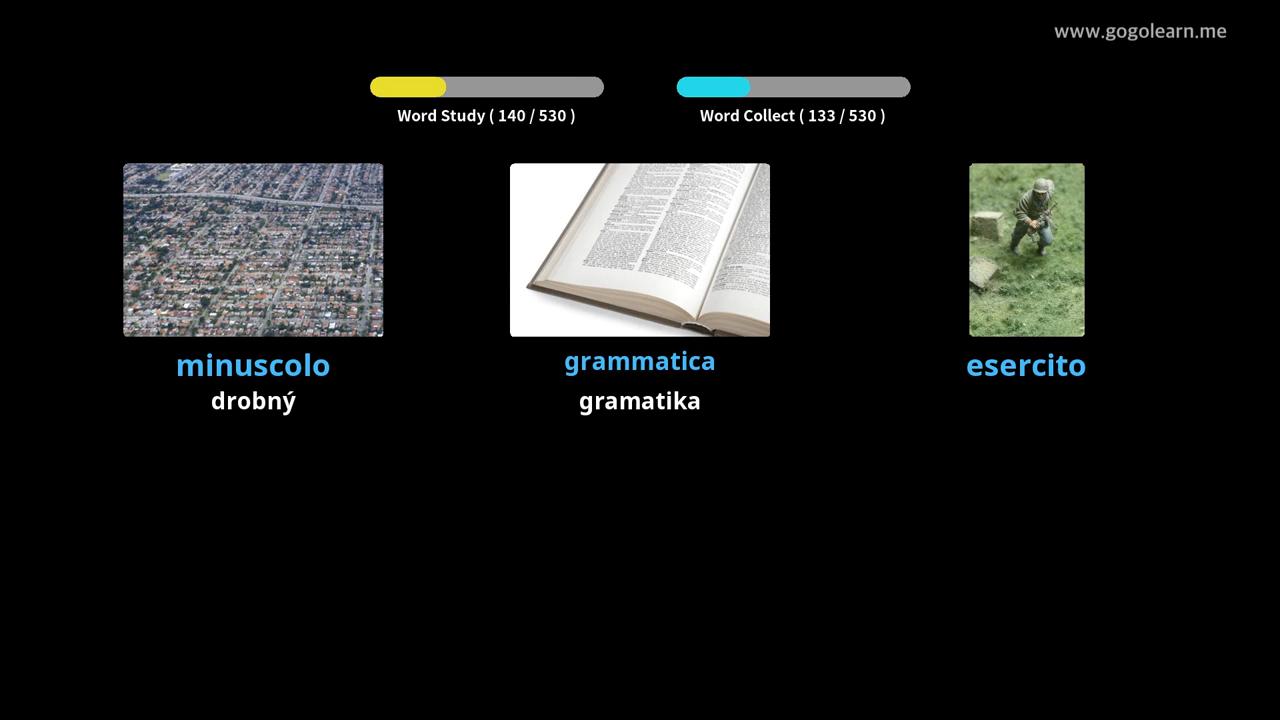 www.gogolearn.me
Word Study ( 140 / 530 )
Word Collect ( 133 / 530 )
minuscolo
drobný
grammatica
gramatika
esercito